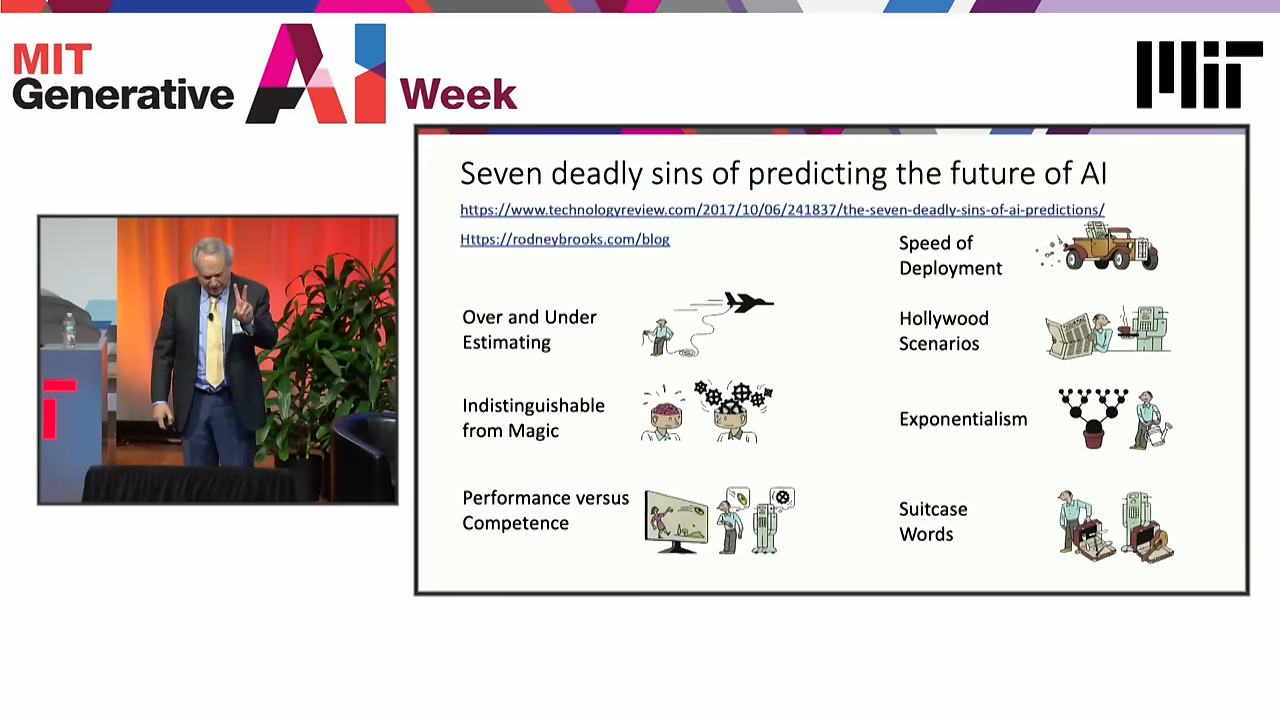 MIT
Generative
AI
Week
MIT
Seven deadly sins of predicting the future of AI
https://www.technologyreview.com/2017/10/06/241837/the-seven-deadly-sins-of-ai-predictions/
Https://rodneybrooks.com/blog
Over and Under
Estimating
Indistinguishable
from Magic
Performance versus
Competence
Speed of
Deployment
Hollywood
Scenarios
Exponentialism
Suitcase
Words